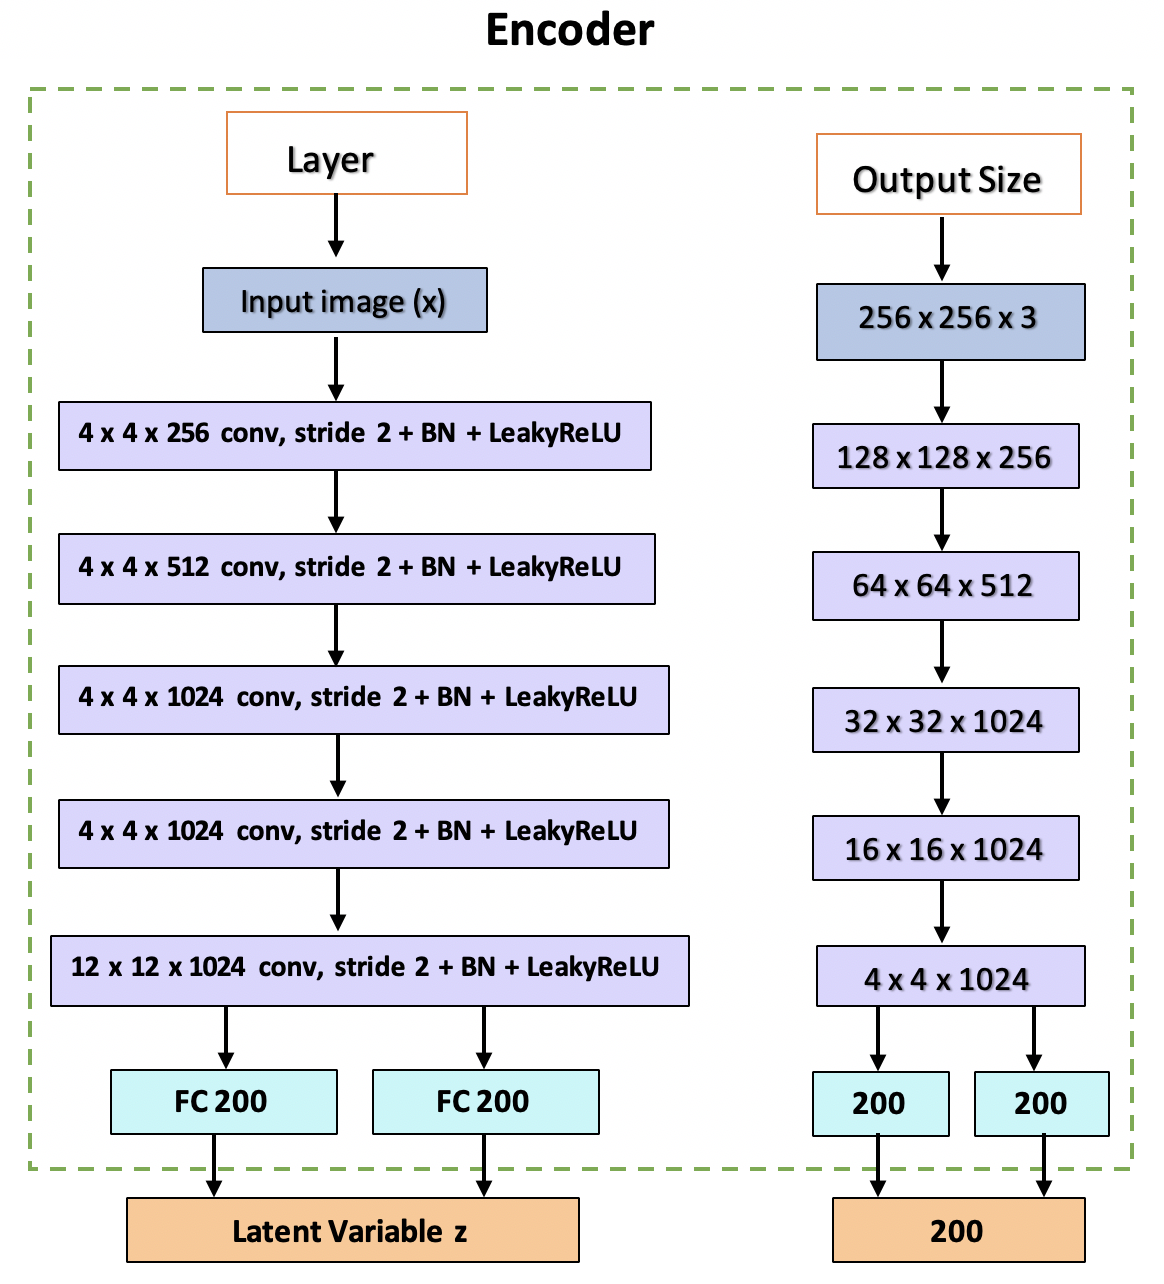 Encoder
Layer
Input image (x)
4 x 4 x 256 conv, stride 2 + BN + LeakyReLU
4 x 4 x 512 conv, stride 2 + BN + LeakyReLU
4 x 4 x 1024 conv, stride 2 + BN + LeakyReLU
4 x 4 x 1024 conv, stride 2 + BN + LeakyReLU
12 x 12 x 1024 conv, stride 2 + BN + LeakyReLU
FC 200
FC 200
Latent Variable z
Output Size
256 x 256 x 3
128 x 128 x 256
64 x 64 x 512
32 x 32 x 1024
16 x 16 x 1024
4 x 4 x 1024
200
200
200